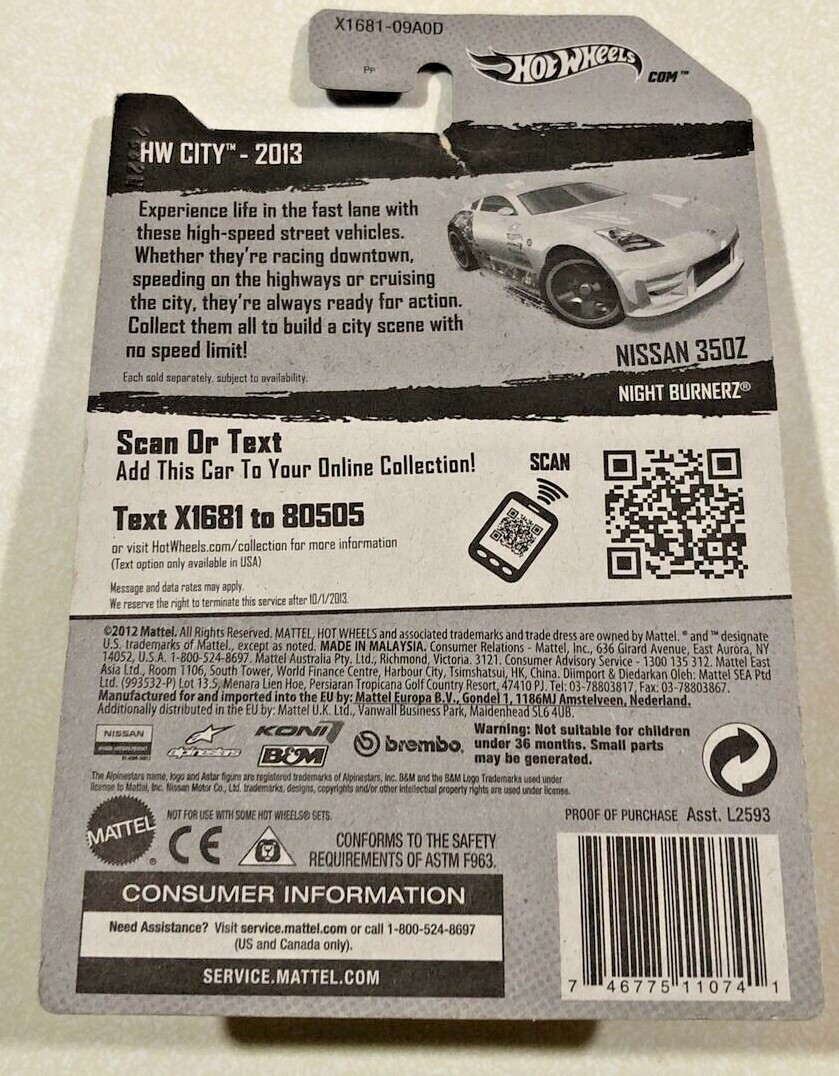 X1681-09A0D
PP
Hot Wheels
COM™
HW CITY™ - 2013
Experience life in the fast lane with
these high-speed street vehicles.
Whether they're racing downtown,
speeding on the highways or cruising
the city, they're always ready for action.
Collect them all to build a city scene with
no speed limit!
Each sold separately, subject to availability.
NISSAN 350Z
NIGHT BURNERZ®
Scan Or Text
Add This Car To Your Online Collection!
Text X1681 to 80505
or visit HotWheels.com/collection for more information
(Text option only available in USA)
Message and data rates may apply.
We reserve the right to terminate this service after 10/1/2013.
SCAN
©2012 Mattel. All Rights Reserved. MATTEL, HOT WHEELS and associated trademarks and trade dress are owned by Mattel. ® and ™ designate
U.S. trademarks of Mattel., except as noted. MADE IN MALAYSIA. Consumer Relations - Mattel, Inc., 636 Girard Avenue, East Aurora, NY
14052, U.S.A. 1-800-524-8697. Mattel Australia Pty. Ltd., Richmond, Victoria. 3121. Consumer Advisory Service - 1300 135 312. Mattel East
Asia Ltd., Room 1106, South Tower, World Finance Centre, Harbour City, Tsimshatsui, HK, China. Diimport & Diedarkan Oleh: Mattel SEA Ptd
Ltd. (993532-P) Lot 13.5, Menara Lien Hoe, Persiaran Tropicana Golf Country Resort, 47410 PJ. Tel: 03-78803817, Fax: 03-78803867.
Manufactured for and imported into the EU by: Mattel Europa B.V., Gondel 1, 1186MJ Amstelveen, Nederland.
Additionally distributed in the EU by: Mattel U.K. Ltd., Vanwall Business Park, Maidenhead SL6 4UB.
NISSAN
alpinestars
KONI
B&M
brembo.
Warning: Not suitable for children
under 36 months. Small parts
may be generated.
The Alpinestars name, logo and Astar figure are registered trademarks of Alpinestars, Inc. B&M and the B&M Logo Trademarks used under
license to Mattel, Inc. Nissan Motor Co., Ltd. trademarks, designs, copyrights and/or other intellectual property rights are used under license.
MATTEL
NOT FOR USE WITH SOME HOT WHEELS® SETS.
CE
CONFORMS TO THE SAFETY
REQUIREMENTS OF ASTM F963.
PROOF OF PURCHASE Asst. L2593
CONSUMER INFORMATION
Need Assistance? Visit service.mattel.com or call 1-800-524-8697
(US and Canada only).
SERVICE.MATTEL.COM
7 46775 11074 1